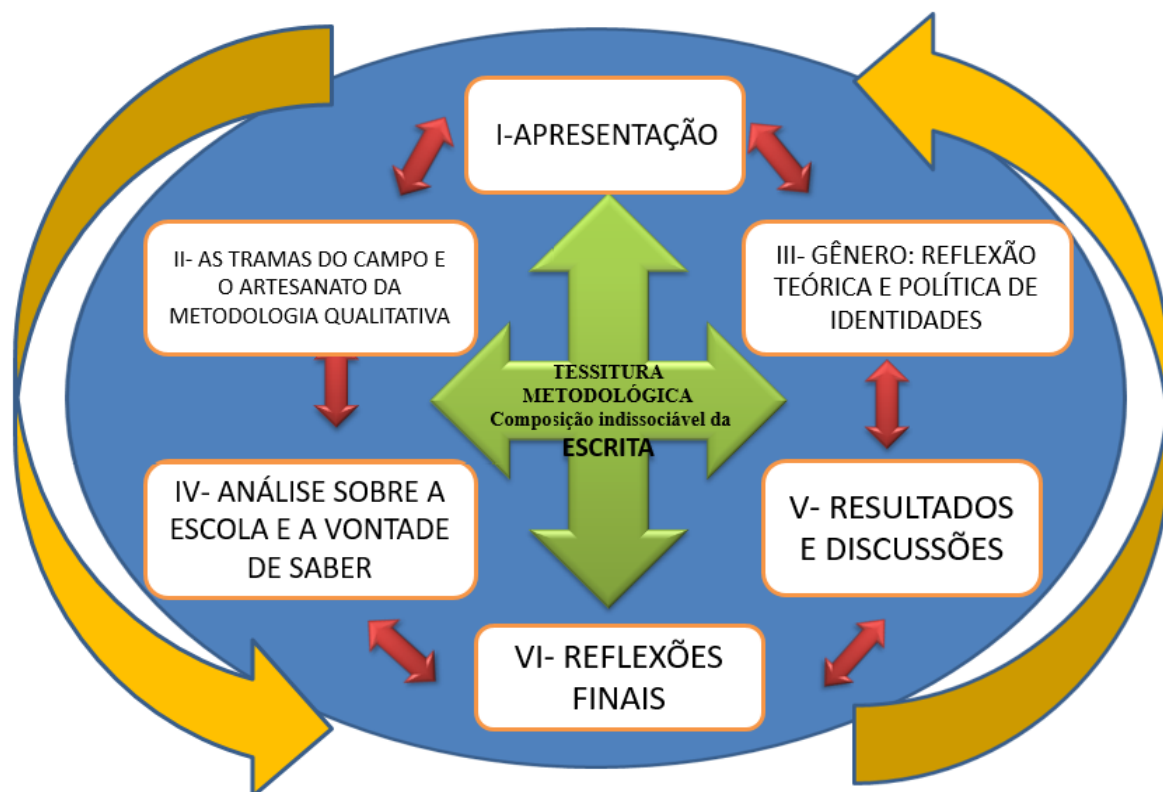 I-APRESENTAÇÃO
II- AS TRAMAS DO CAMPO E
O ARTESANATO DA
METODOLOGIA QUALITATIVA
III- GÊNERO: REFLEXÃO
TEÓRICA E POLÍTICA DE
IDENTIDADES
TESSITURA
METODOLÓGICA
Composição indissociável da
ESCRITA
IV- ANÁLISE SOBRE A
ESCOLA E A VONTADE
DE SABER
V- RESULTADOS
E DISCUSSÕES
VI- REFLEXÕES
FINAIS